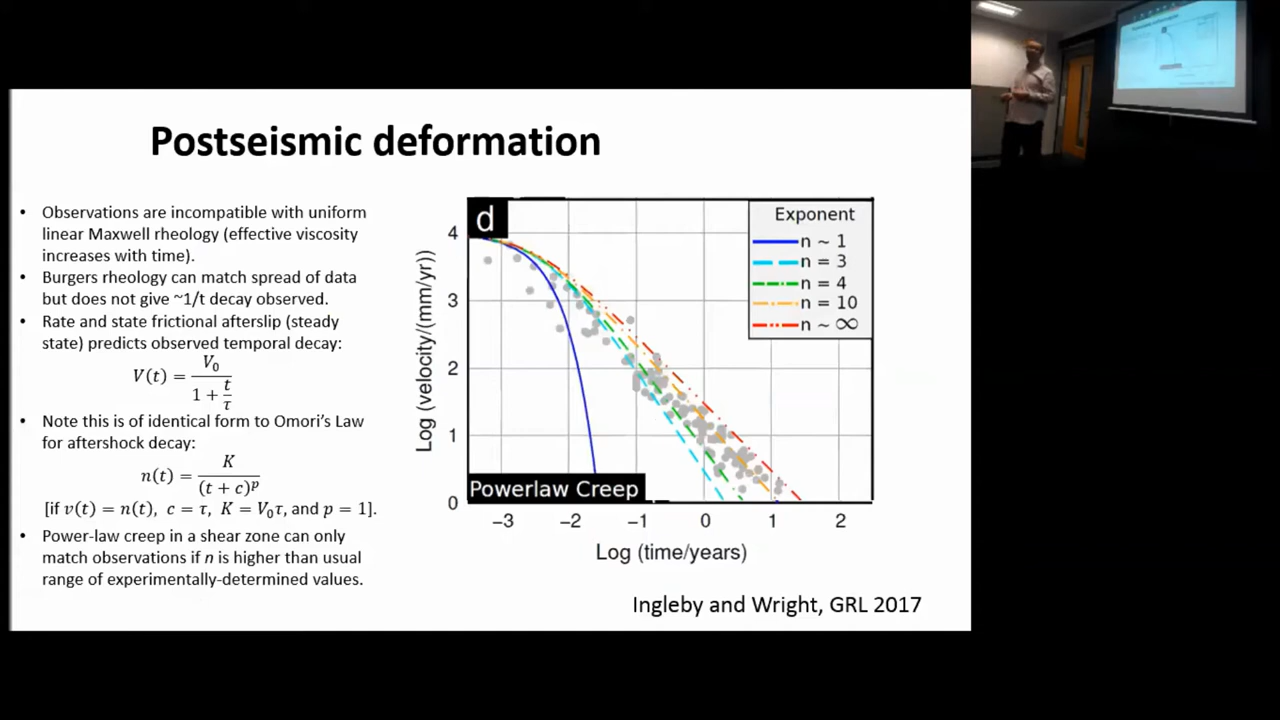 Postseismic deformation
• Observations are incompatible with uniform
linear Maxwell rheology (effective viscosity
increases with time).
• Burgers rheology can match spread of data
but does not give ~1/t decay observed.
• Rate and state frictional afterslip (steady
state) predicts observed temporal decay:
V(t) = V₀ / (1 + t/τ)
• Note this is of identical form to Omori's Law
for aftershock decay:
n(t) = K / (t + c)ᵖ
[if v(t) = n(t), c = τ, K = V₀τ, and p = 1].
• Power-law creep in a shear zone can only
match observations if n is higher than usual
range of experimentally-determined values.
d
Exponent
n ~ 1
n = 3
n = 4
n = 10
n ~ ∞
Log (velocity/(mm/yr))
4
3
2
1
0
Powerlaw Creep
−3 −2 −1 0 1 2
Log (time/years)
Ingleby and Wright, GRL 2017